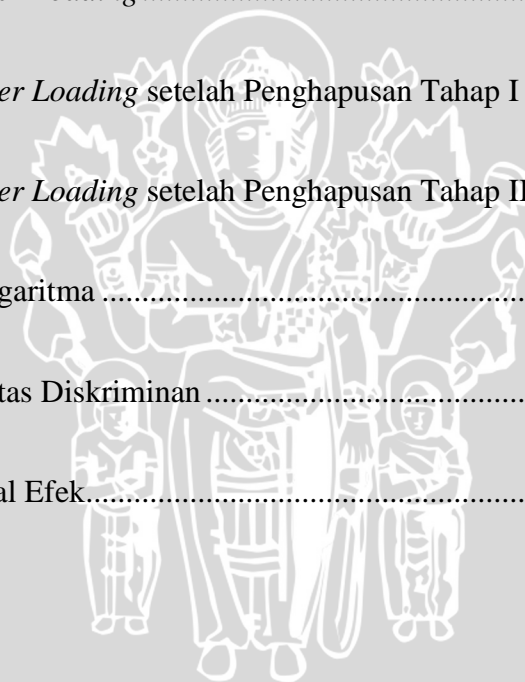 er Loading setelah Penghapusan Tahap I
er Loading setelah Penghapusan Tahap II
garitma ................................................
tas Diskriminan ................................
al Efek..................................................